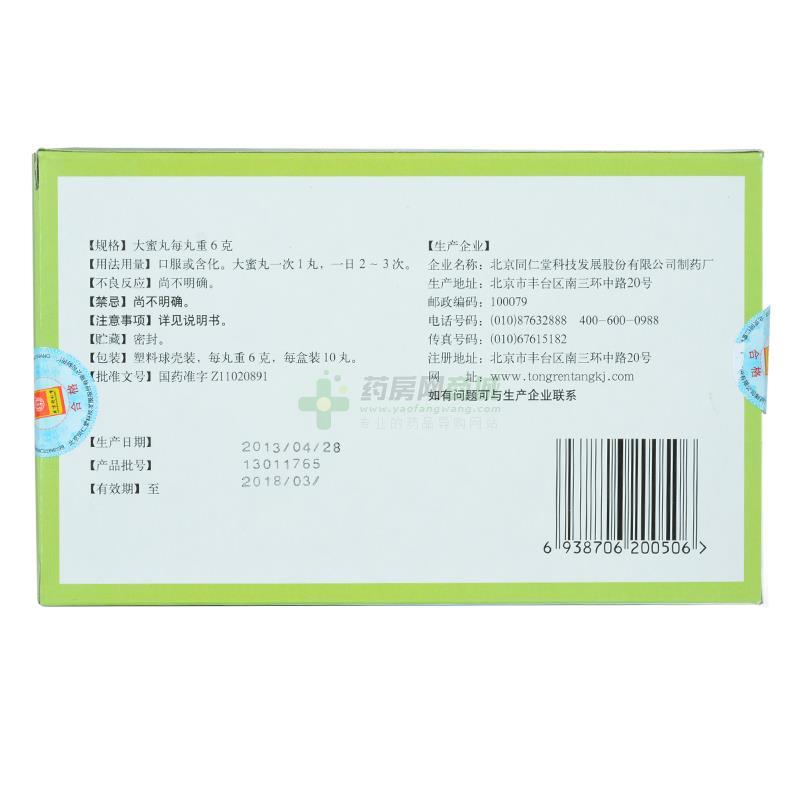 【规格】大蜜丸每丸重6克
【用法用量】口服或含化。大蜜丸一次1丸，一日2～3次。
【不良反应】尚不明确。
【禁忌】尚不明确。
【注意事项】详见说明书。
【贮藏】密封。
【包装】塑料球壳装，每丸重6克，每盒装10丸。
【批准文号】国药准字Z11020891
【生产企业】
企业名称：北京同仁堂科技发展股份有限公司制药厂
生产地址：北京市丰台区南三环中路20号
邮政编码：100079
电话号码：(010)87632888 400-600-0988
传真号码：(010)67615182
注册地址：北京市丰台区南三环中路20号
网 址：www.tongrentangkj.com
如有问题可与生产企业联系
药房网商城
www.yaofangwang.com
专业的药品导购网站
【生产日期】 2013/04/28
【产品批号】 13011765
【有效期】至 2018/03/
6 938706 200506 >
合格
合格